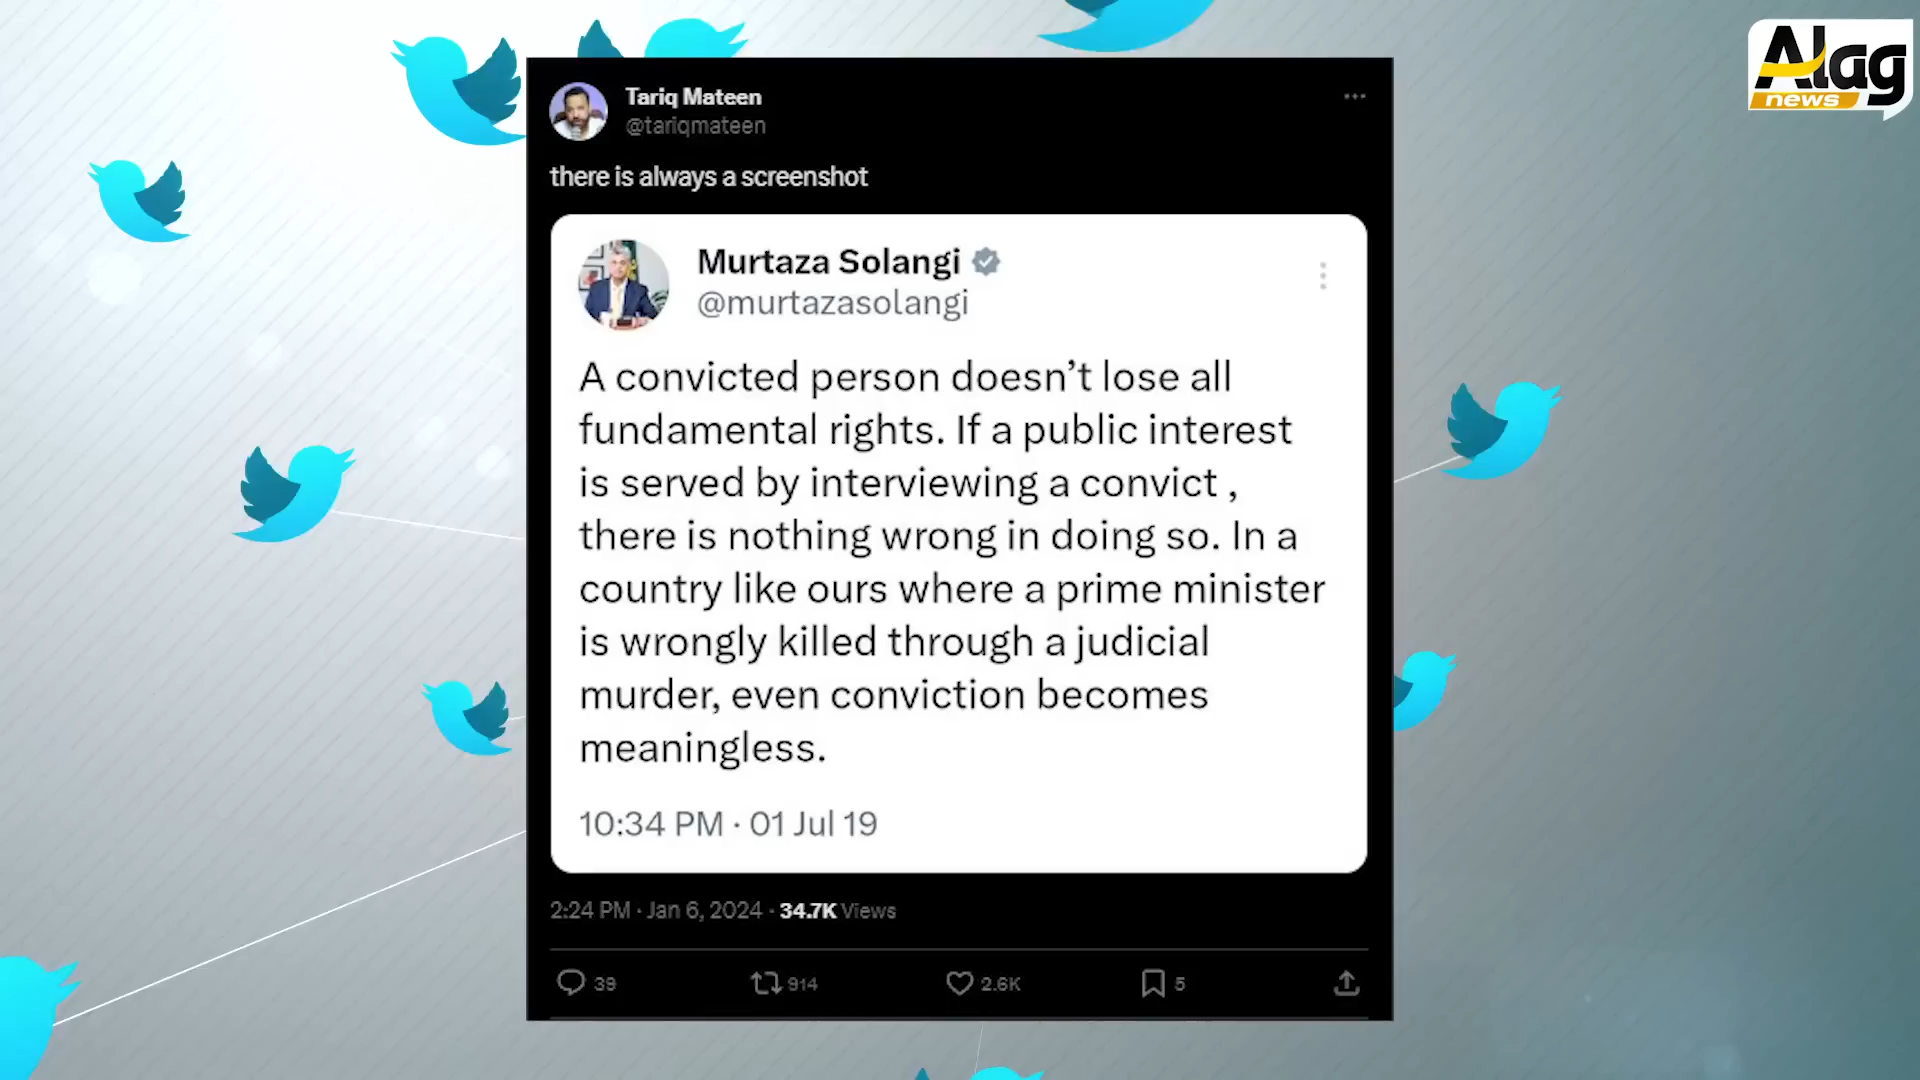 Alag
news
Tariq Mateen
@tariqmateen
there is always a screenshot
Murtaza Solangi
@murtazasolangi
A convicted person doesn’t lose all
fundamental rights. If a public interest
is served by interviewing a convict ,
there is nothing wrong in doing so. In a
country like ours where a prime minister
is wrongly killed through a judicial
murder, even conviction becomes
meaningless.
10:34 PM · 01 Jul 19
2:24 PM · Jan 6, 2024 · 34.7K Views
39 914 2.6K 5